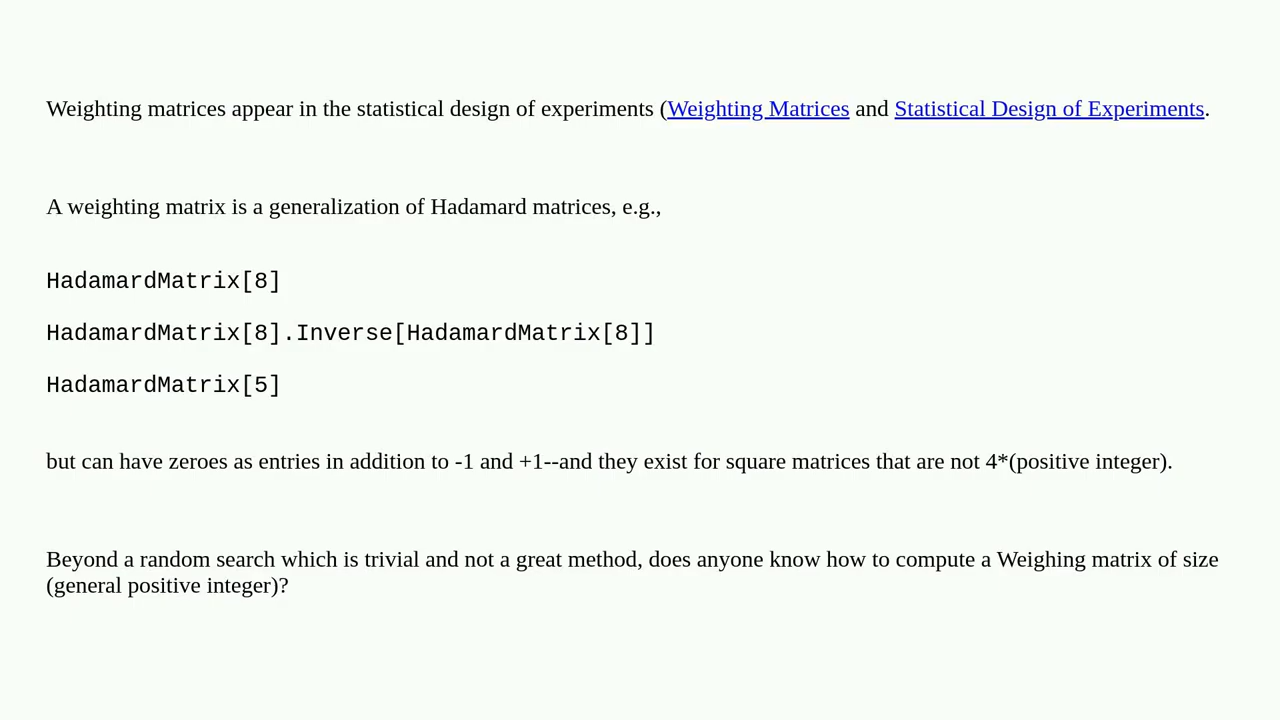 Weighting matrices appear in the statistical design of experiments (Weighting Matrices and Statistical Design of Experiments.
A weighting matrix is a generalization of Hadamard matrices, e.g.,
HadamardMatrix[8]
HadamardMatrix[8].Inverse[HadamardMatrix[8]]
HadamardMatrix[5]
but can have zeroes as entries in addition to -1 and +1--and they exist for square matrices that are not 4*(positive integer).
Beyond a random search which is trivial and not a great method, does anyone know how to compute a Weighing matrix of size
(general positive integer)?